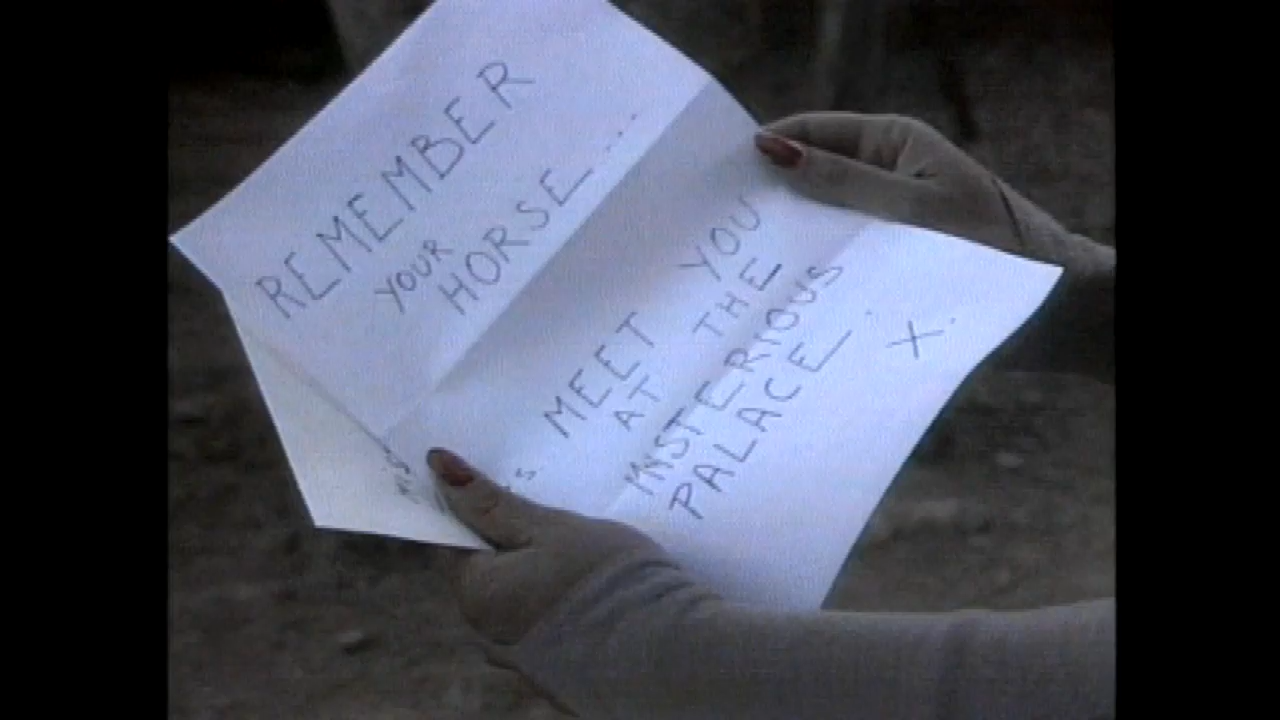 REMEMBER
YOUR
HORSE...
MEET YOU
AT THE
MYSTERIOUS
PALACE.
X.